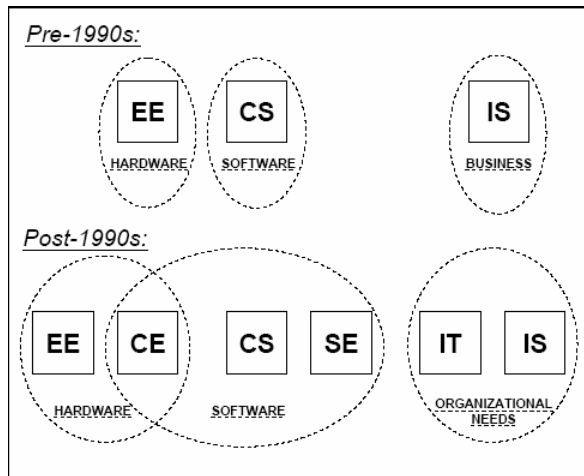 Pre-1990s:
EE CS IS
HARDWARE SOFTWARE BUSINESS
Post-1990s:
EE CE CS SE IT IS
HARDWARE SOFTWARE ORGANIZATIONAL
NEEDS